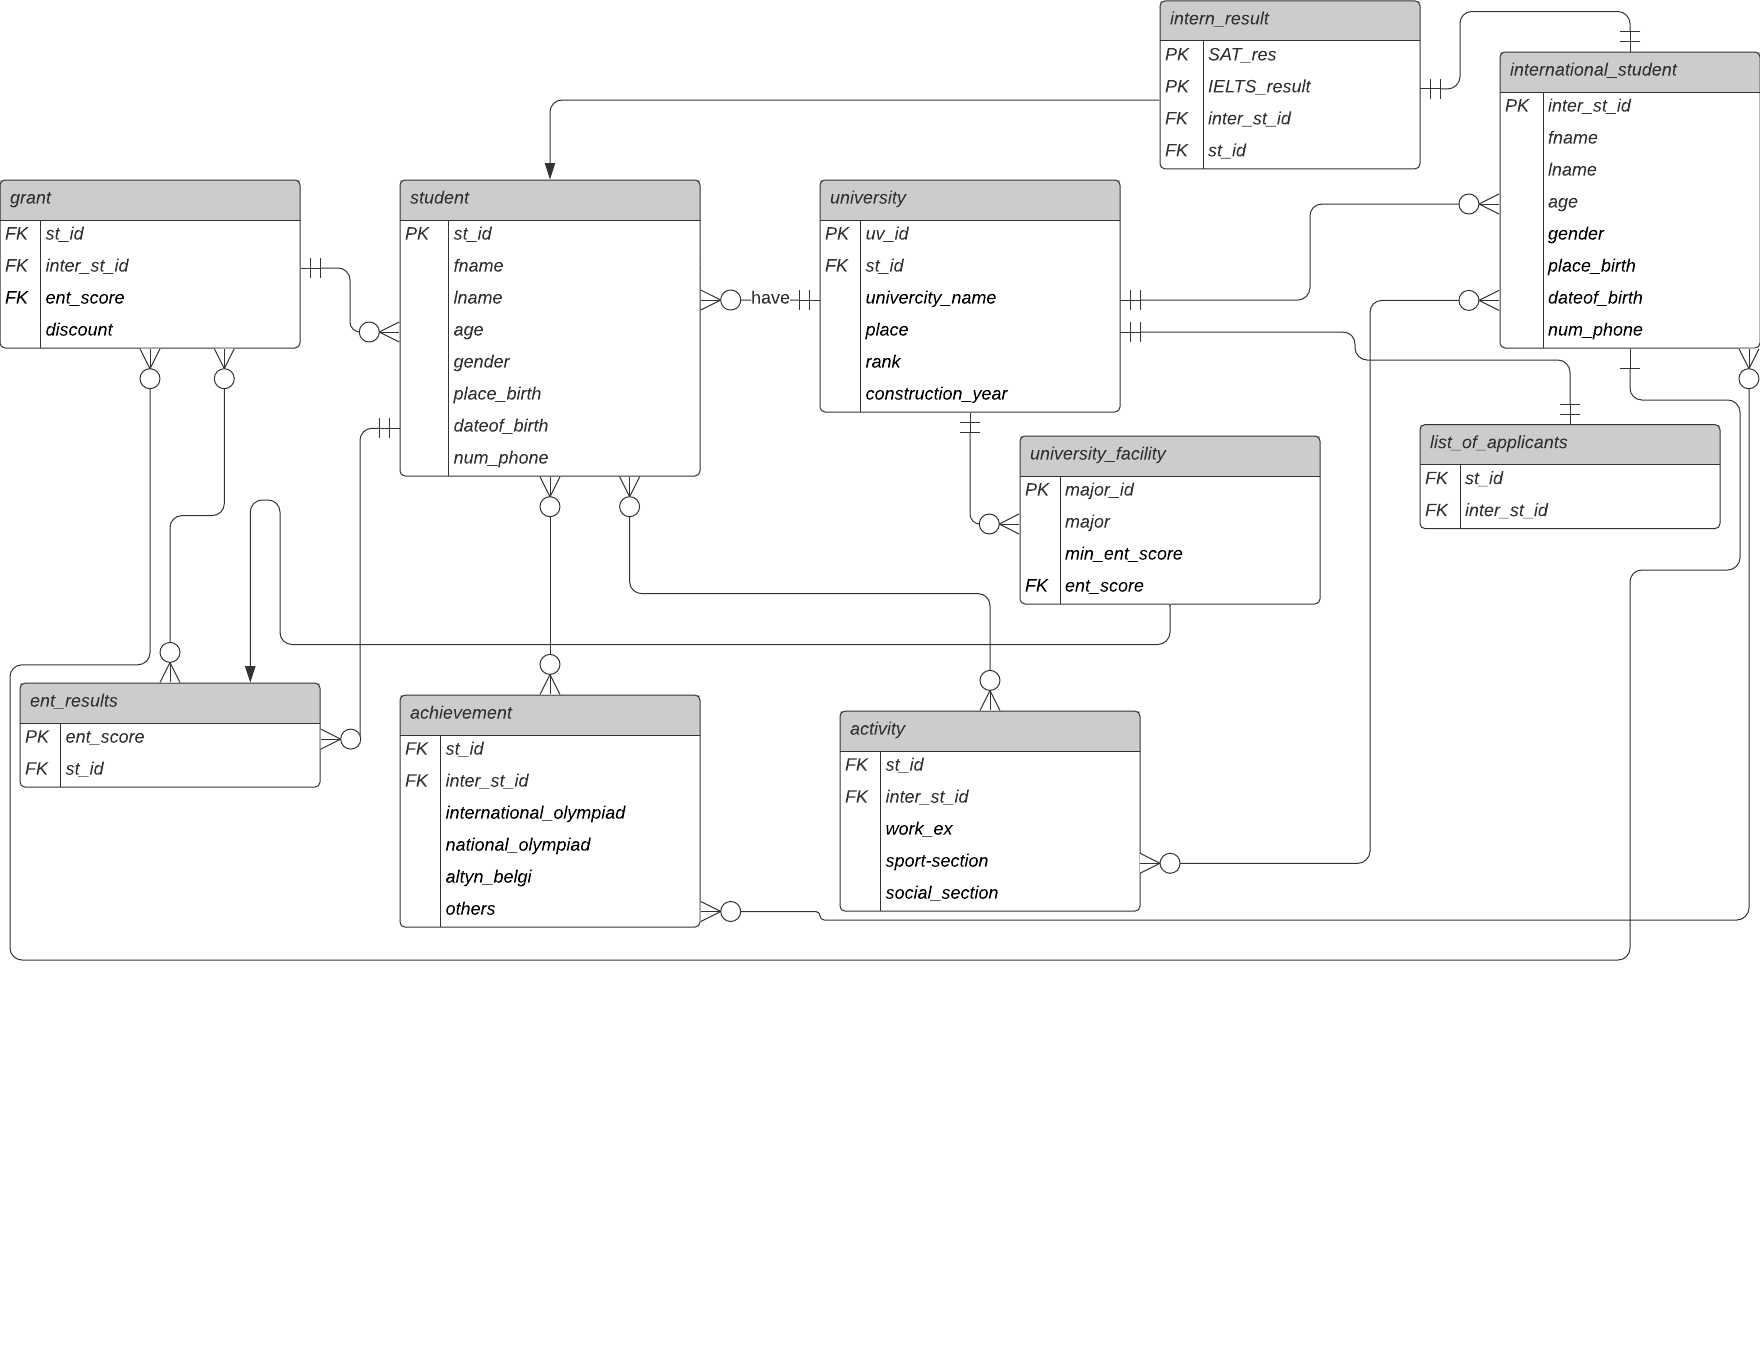 intern_result
PK SAT_res
PK IELTS_result
FK inter_st_id
FK st_id
international_student
PK inter_st_id
fname
lname
age
gender
place_birth
dateof_birth
num_phone
grant
FK st_id
FK inter_st_id
FK ent_score
discount
student
PK st_id
fname
lname
age
gender
place_birth
dateof_birth
num_phone
have
university
PK uv_id
FK st_id
univercity_name
place
rank
construction_year
university_facility
PK major_id
major
min_ent_score
FK ent_score
list_of_applicants
FK st_id
FK inter_st_id
ent_results
PK ent_score
FK st_id
achievement
FK st_id
FK inter_st_id
international_olympiad
national_olympiad
altyn_belgi
others
activity
FK st_id
FK inter_st_id
work_ex
sport-section
social_section